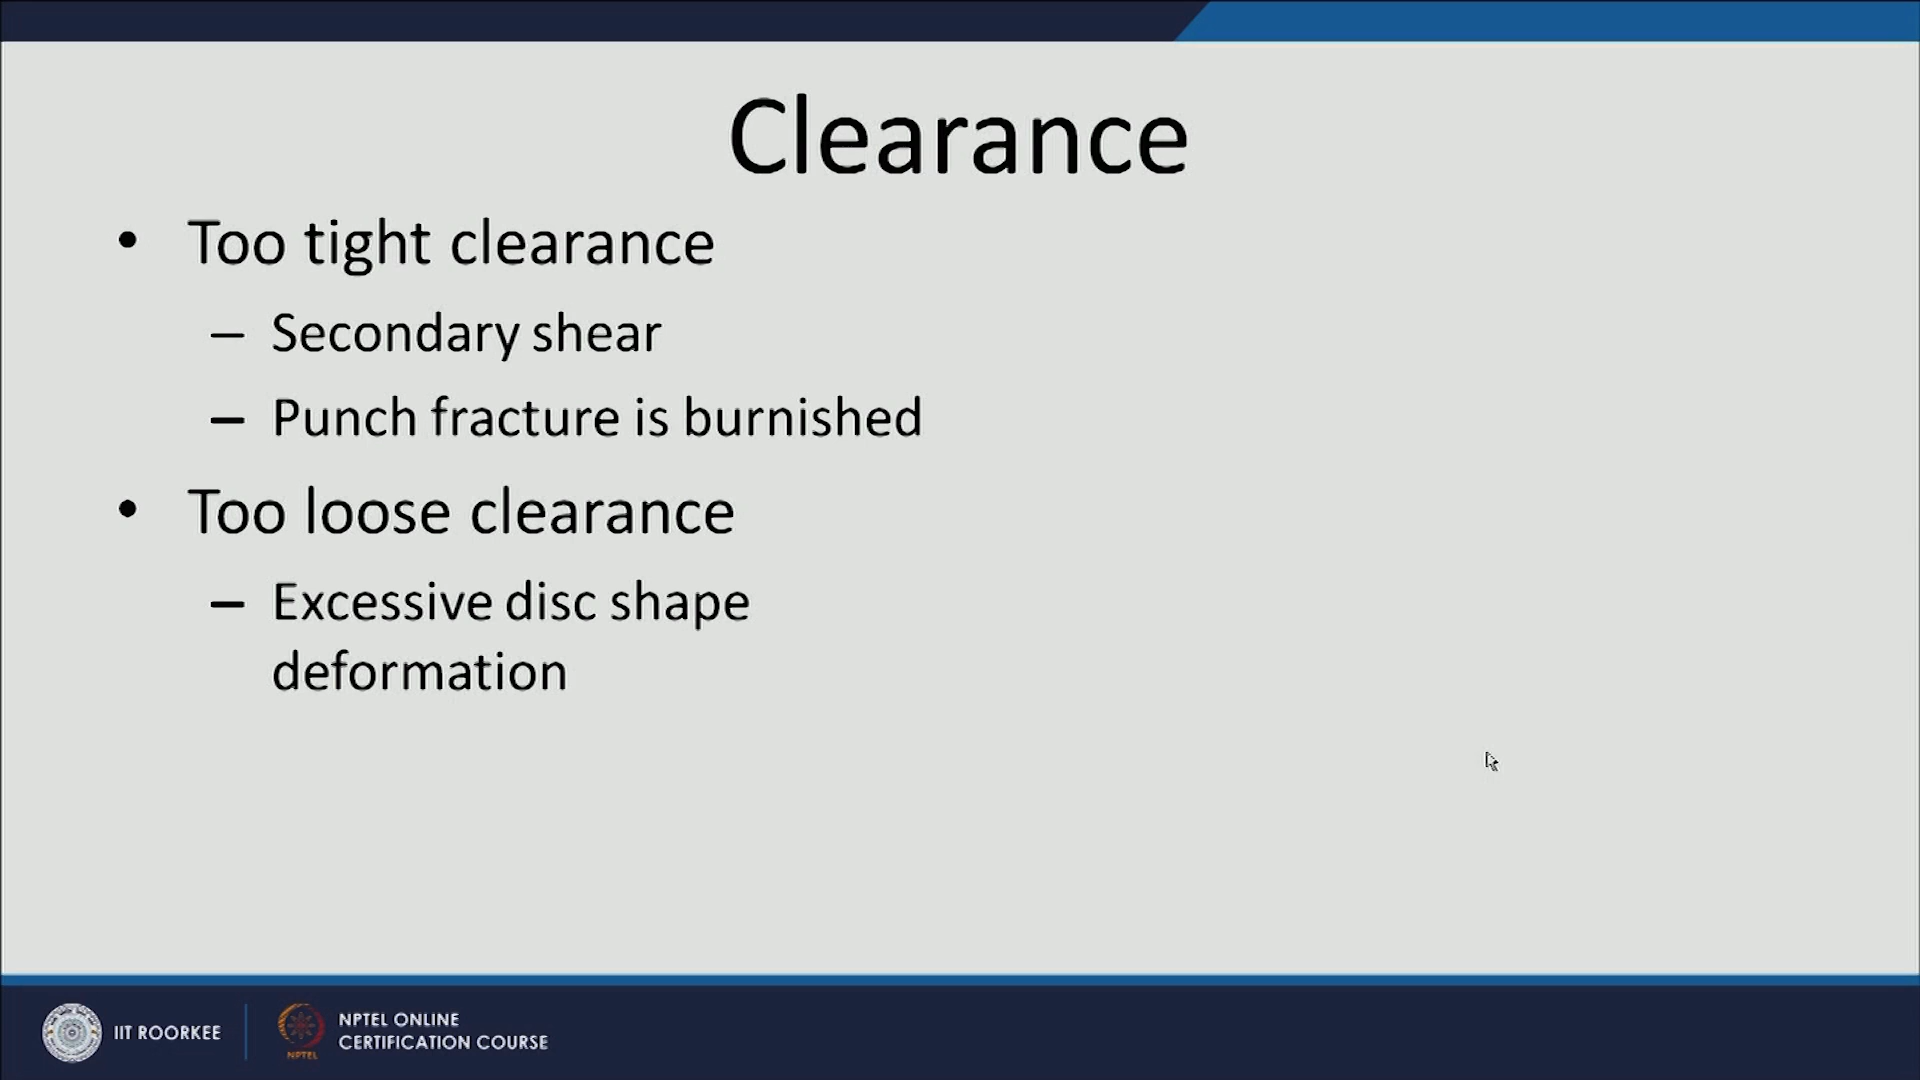 Clearance
• Too tight clearance
– Secondary shear
– Punch fracture is burnished
• Too loose clearance
– Excessive disc shape
deformation
IIT ROORKEE
NPTEL
NPTEL ONLINE
CERTIFICATION COURSE